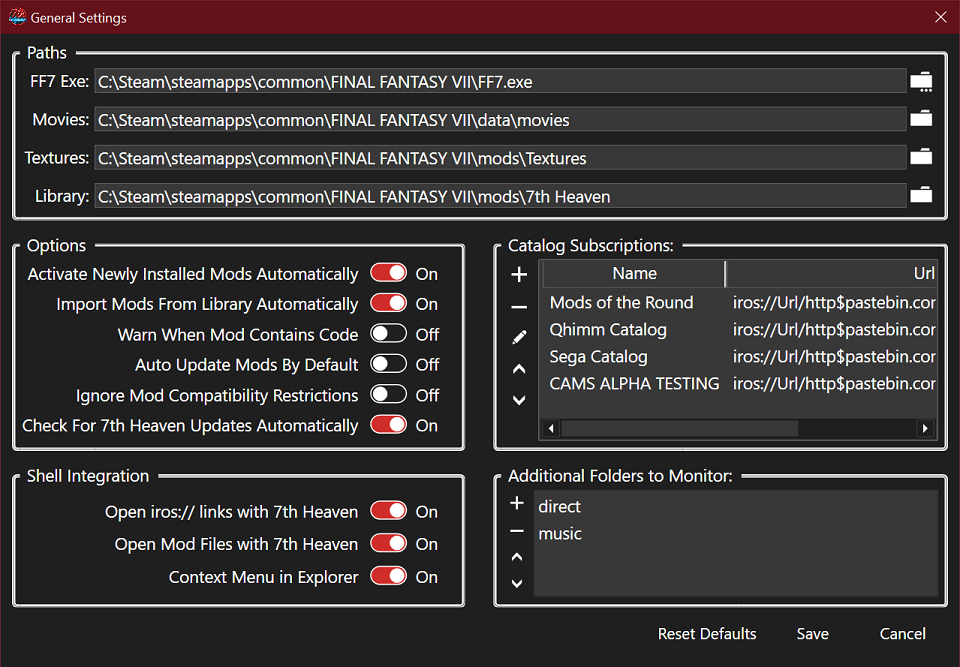 General Settings
Paths
FF7 Exe: C:\Steam\steamapps\common\FINAL FANTASY VII\FF7.exe
Movies: C:\Steam\steamapps\common\FINAL FANTASY VII\data\movies
Textures: C:\Steam\steamapps\common\FINAL FANTASY VII\mods\Textures
Library: C:\Steam\steamapps\common\FINAL FANTASY VII\mods\7th Heaven
Options
Activate Newly Installed Mods Automatically On
Import Mods From Library Automatically On
Warn When Mod Contains Code Off
Auto Update Mods By Default Off
Ignore Mod Compatibility Restrictions Off
Check For 7th Heaven Updates Automatically On
Catalog Subscriptions:
Name Url
Mods of the Round iros://Url/http$pastebin.cor
Qhimm Catalog iros://Url/http$pastebin.cor
Sega Catalog iros://Url/http$pastebin.cor
CAMS ALPHA TESTING iros://Url/http$pastebin.cor
Shell Integration
Open iros:// links with 7th Heaven On
Open Mod Files with 7th Heaven On
Context Menu in Explorer On
Additional Folders to Monitor:
direct
music
Reset Defaults Save Cancel